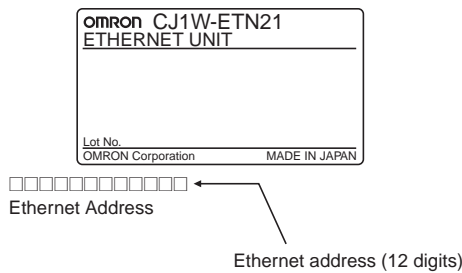 OMRON CJ1W-ETN21
ETHERNET UNIT
Lot No.
OMRON Corporation MADE IN JAPAN
□□□□□□□□□□□□
Ethernet Address
Ethernet address (12 digits)